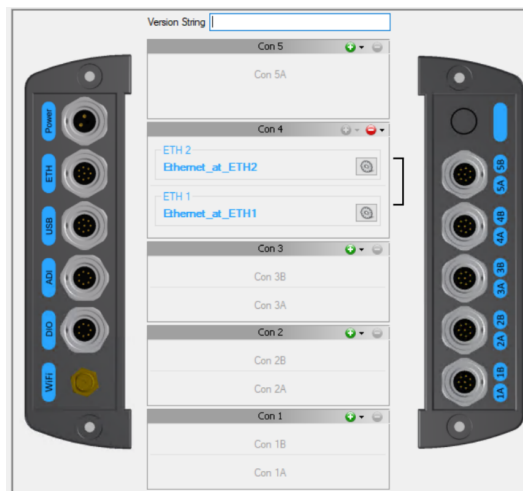 Version String
Con 5
Con 5A
Con 4
ETH 2
Ethernet_at_ETH2
ETH 1
Ethernet_at_ETH1
Con 3
Con 3B
Con 3A
Con 2
Con 2B
Con 2A
Con 1
Con 1B
Con 1A
Power
ETH
USB
ADI
DIO
WiFi
5A 5B
4A 4B
3A 3B
2A 2B
1A 1B